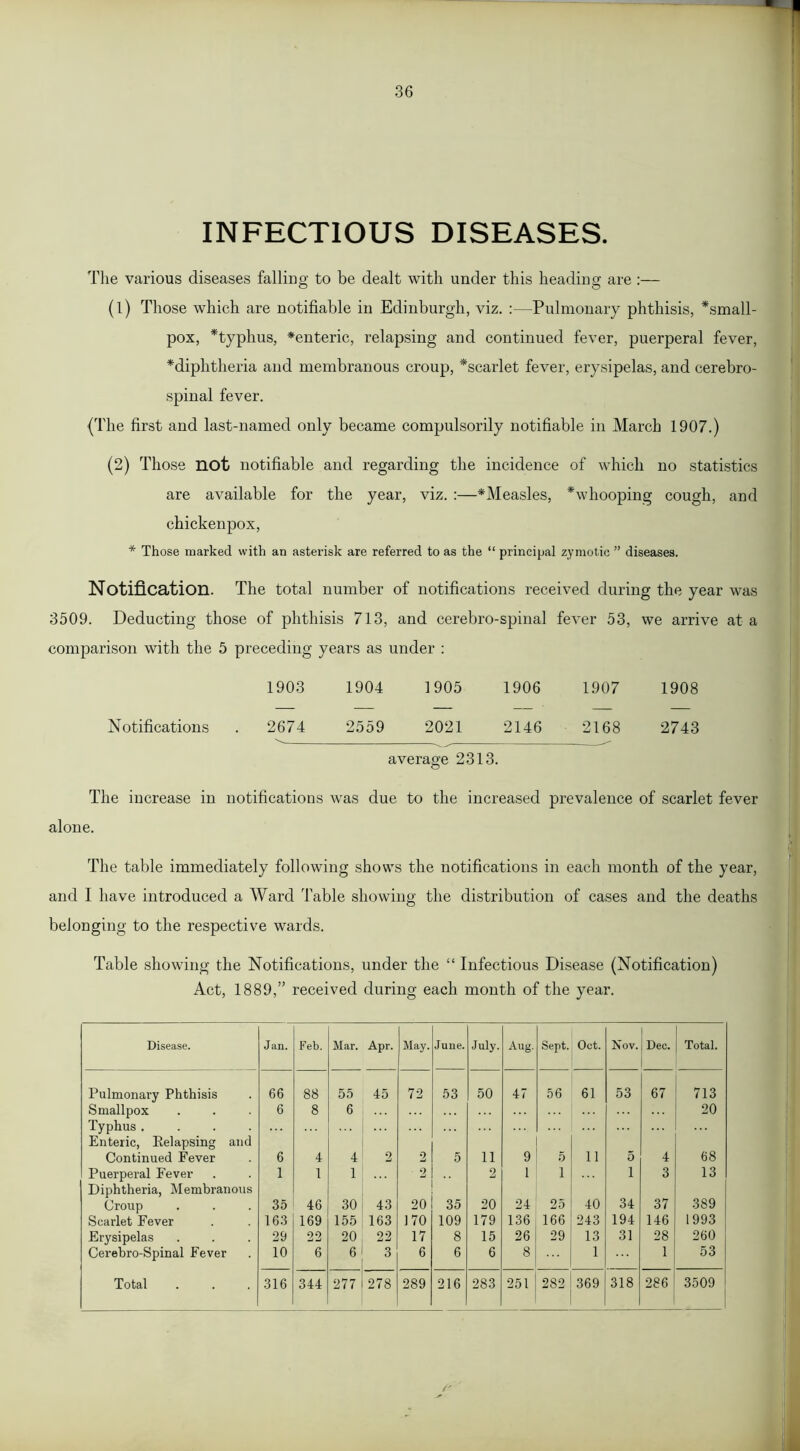 36
INFECTIOUS DISEASES.
The various diseases falling to be dealt with under this heading are :—
(1) Those which are notifiable in Edinburgh, viz. :—Pulmonary phthisis, *small-
pox, *typhus, *enteric, relapsing and continued fever, puerperal fever,
*diphtheria and membranous croup, *scarlet fever, erysipelas, and cerebro-
spinal fever.
(The first and last-named only became compulsorily notifiable in March 1907.)
(2) Those not notifiable and regarding the incidence of which no statistics
are available for the year, viz. :—*Measles, *whooping cough, and
chickenpox,
* Those marked with an asterisk are referred to as the “ principal zymotic ” diseases.
Notification. The total number of notifications received during the year was
3509. Deducting those of phthisis 713, and cerebro-spinal fever 53, we arrive at a
comparison with the 5 preceding years as under :
1903 1904 1905 1906 1907 1908
Notifications . 2674 2559 2021 2146 2168 2743
average 2313.
The increase in notifications was due to the increased prevalence of scarlet fever
alone.
The table immediately following shows the notifications in each month of the year,
and I have introduced a Ward Table showing the distribution of cases and the deaths
belonging to the respective wards.
Table showing the Notifications, under the “ Infectious Disease (Notification)
Act, 1889,” received during each month of the year.
Disease. Jan. Feb. Mar. Apr. May. June. July. Aug. Sept. Oct. Nov. Dec. Total.
Pulmonary Phthisis . 66 88 55 45 72 53 50 47 56 61 53 67 713
Smallpox . . . 6 8 6 ... ... ... ... ... ... ... ... ... 20
Typhus . . . . ... ... ... ... ... ... ... ... ... ... ... ... ...
Enteric, Relapsing and
Continued Fever . 6 4 4 2 2 5 11 9 5 11 5 4 68
Puerperal Fever . . 1 1 1 ... 2 .. 2 1 1 ... 1 3 13
Diphtheria, Membranous
Croup . . . 35 46 30 43 20 35 20 24 25 40 34 37 389
Scarlet Fever . . 163 169 155 163 170 109 179 136 166 243 194 146 1993
Erysipelas . . . 29 22 20 22 17 8 15 26 29 13 31 28 260
Cerebro-Spinal Fever . 10 6 6 3 6 6 6 8 ... 1 ... 1 53
Total . . . 316 344 277 278 289 216 283 251 282 369 318 286 3509